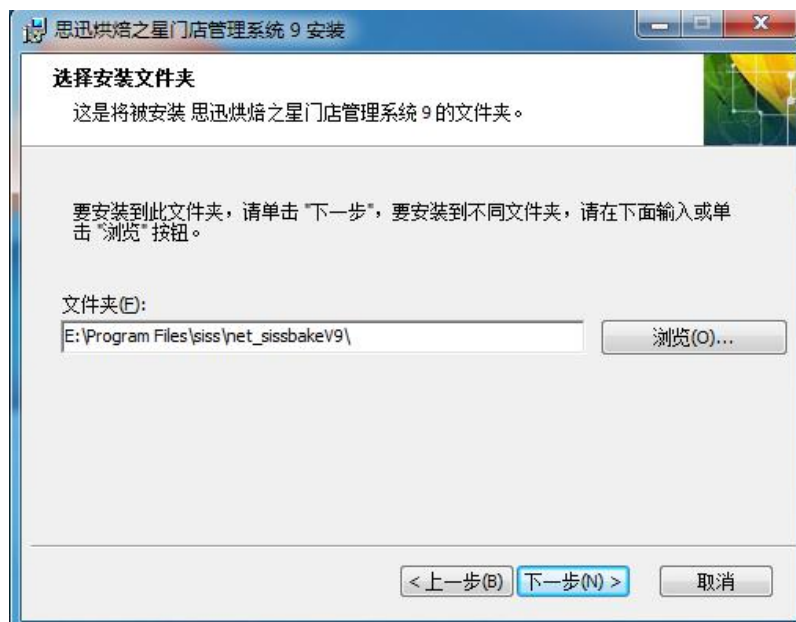 思迅烘焙之星门店管理系统 9 安装
选择安装文件夹
这是将被安装 思迅烘焙之星门店管理系统 9 的文件夹。
要安装到此文件夹，请单击 "下一步"，要安装到不同文件夹，请在下面输入或单
击 "浏览" 按钮。
文件夹(F):
E:\Program Files\siss\net_sissbakeV9\
浏览(O)...
< 上一步(B)
下一步(N) >
取消